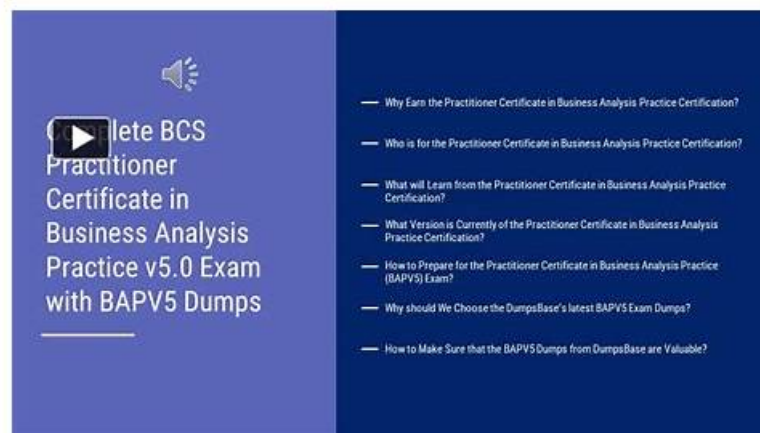 Complete BCS
Practitioner
Certificate in
Business Analysis
Practice v5.0 Exam
with BAPV5 Dumps
Why Earn the Practitioner Certificate in Business Analysis Practice Certification?
Who is for the Practitioner Certificate in Business Analysis Practice Certification?
What will Learn from the Practitioner Certificate in Business Analysis Practice
Certification?
What Version is Currently of the Practitioner Certificate in Business Analysis
Practice Certification?
How to Prepare for the Practitioner Certificate in Business Analysis Practice
(BAPV5) Exam?
Why should We Choose the DumpsBase's latest BAPV5 Exam Dumps?
How to Make Sure that the BAPV5 Dumps from DumpsBase are Valuable?